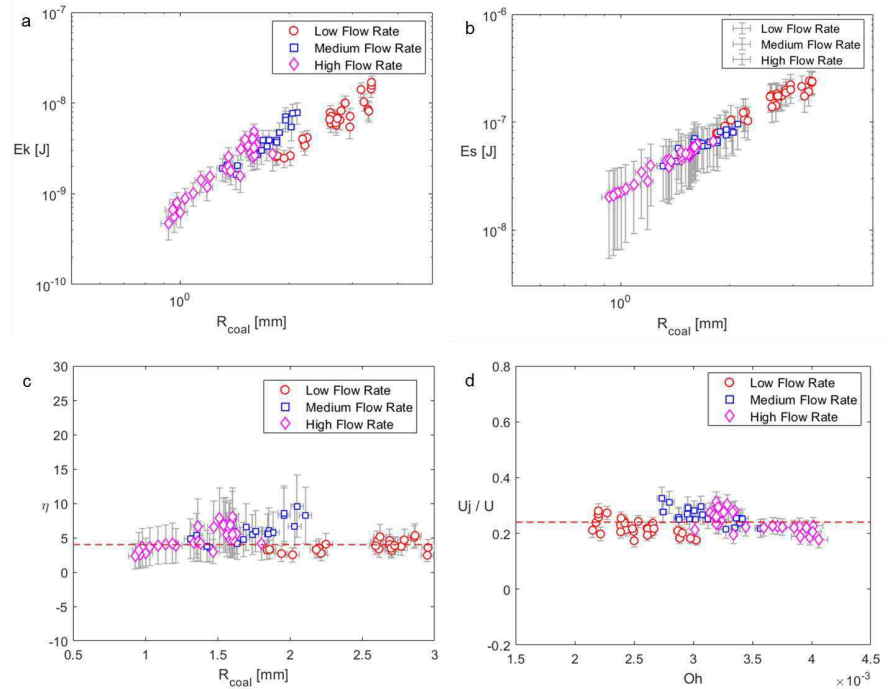 a
10^-7
10^-8
Ek [J]
10^-9
10^-10
10^0
R_coal [mm]
Low Flow Rate
Medium Flow Rate
High Flow Rate
b
10^-6
10^-7
Es [J]
10^-8
10^0
R_coal [mm]
Low Flow Rate
Medium Flow Rate
High Flow Rate
c
30
25
20
15
10
5
0
-5
-10
η
0.5 1 1.5 2 2.5 3
R_coal [mm]
Low Flow Rate
Medium Flow Rate
High Flow Rate
d
0.8
0.6
0.4
0.2
0
-0.2
Uj / U
1.5 2 2.5 3 3.5 4 4.5
Oh
×10^-3
Low Flow Rate
Medium Flow Rate
High Flow Rate